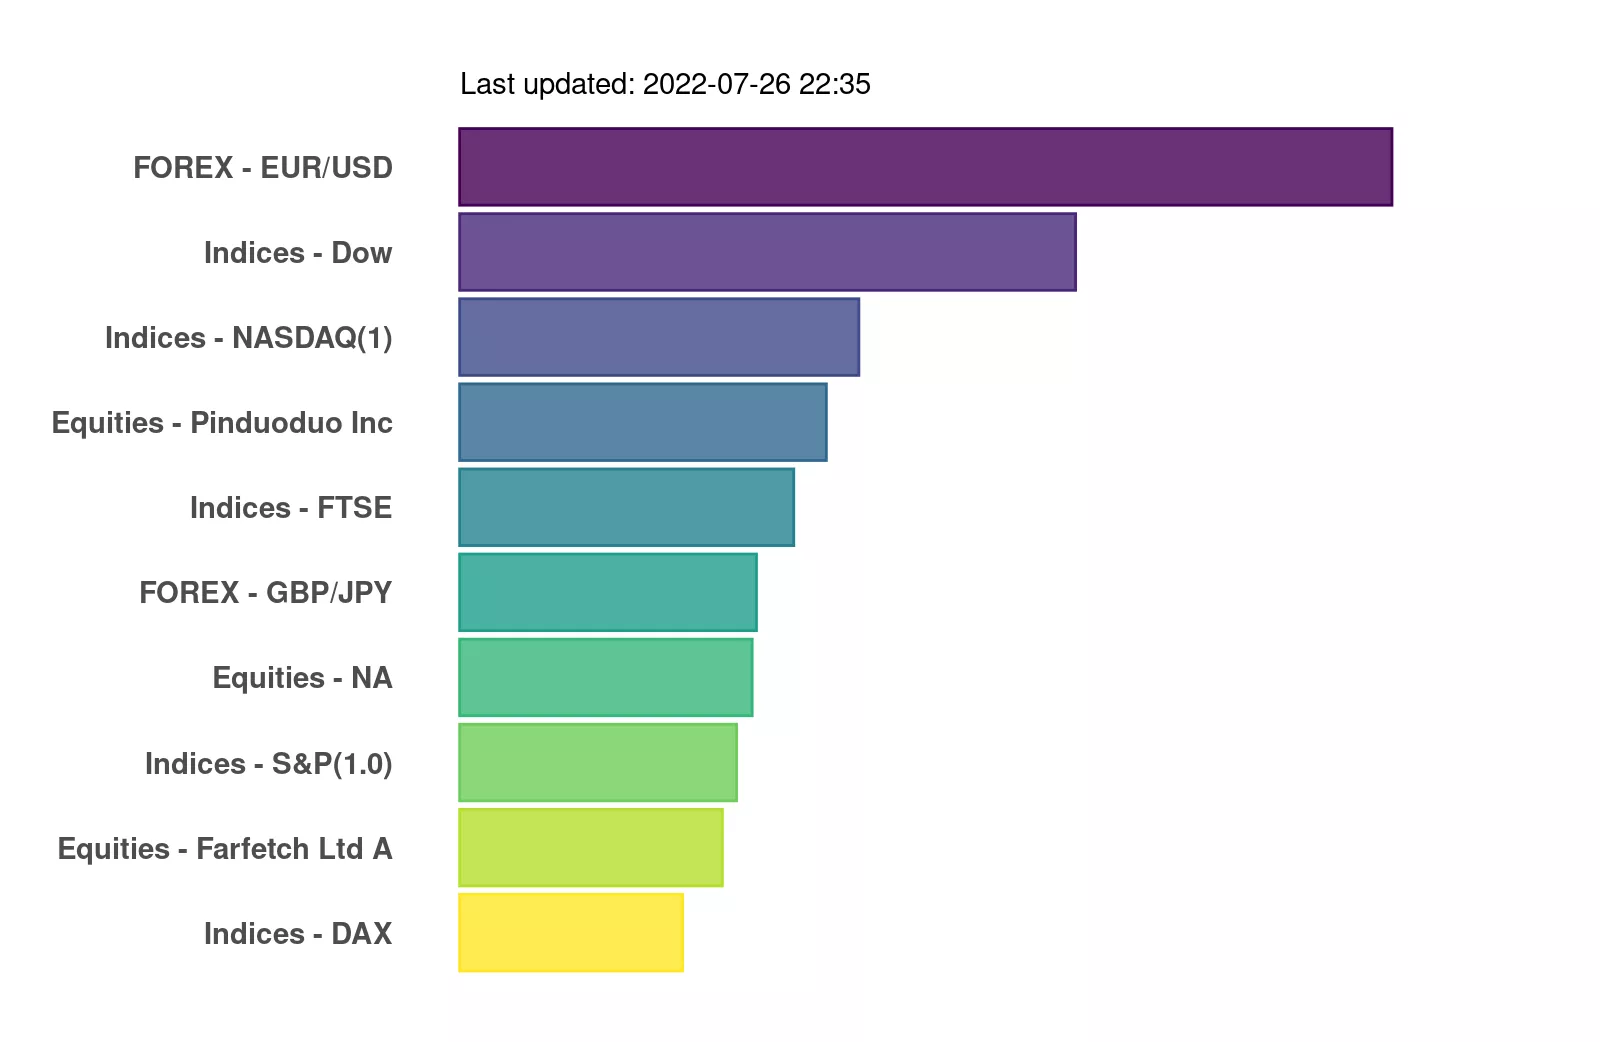 Last updated: 2022-07-26 22:35
FOREX - EUR/USD
Indices - Dow
Indices - NASDAQ(1)
Equities - Pinduoduo Inc
Indices - FTSE
FOREX - GBP/JPY
Equities - NA
Indices - S&P(1.0)
Equities - Farfetch Ltd A
Indices - DAX